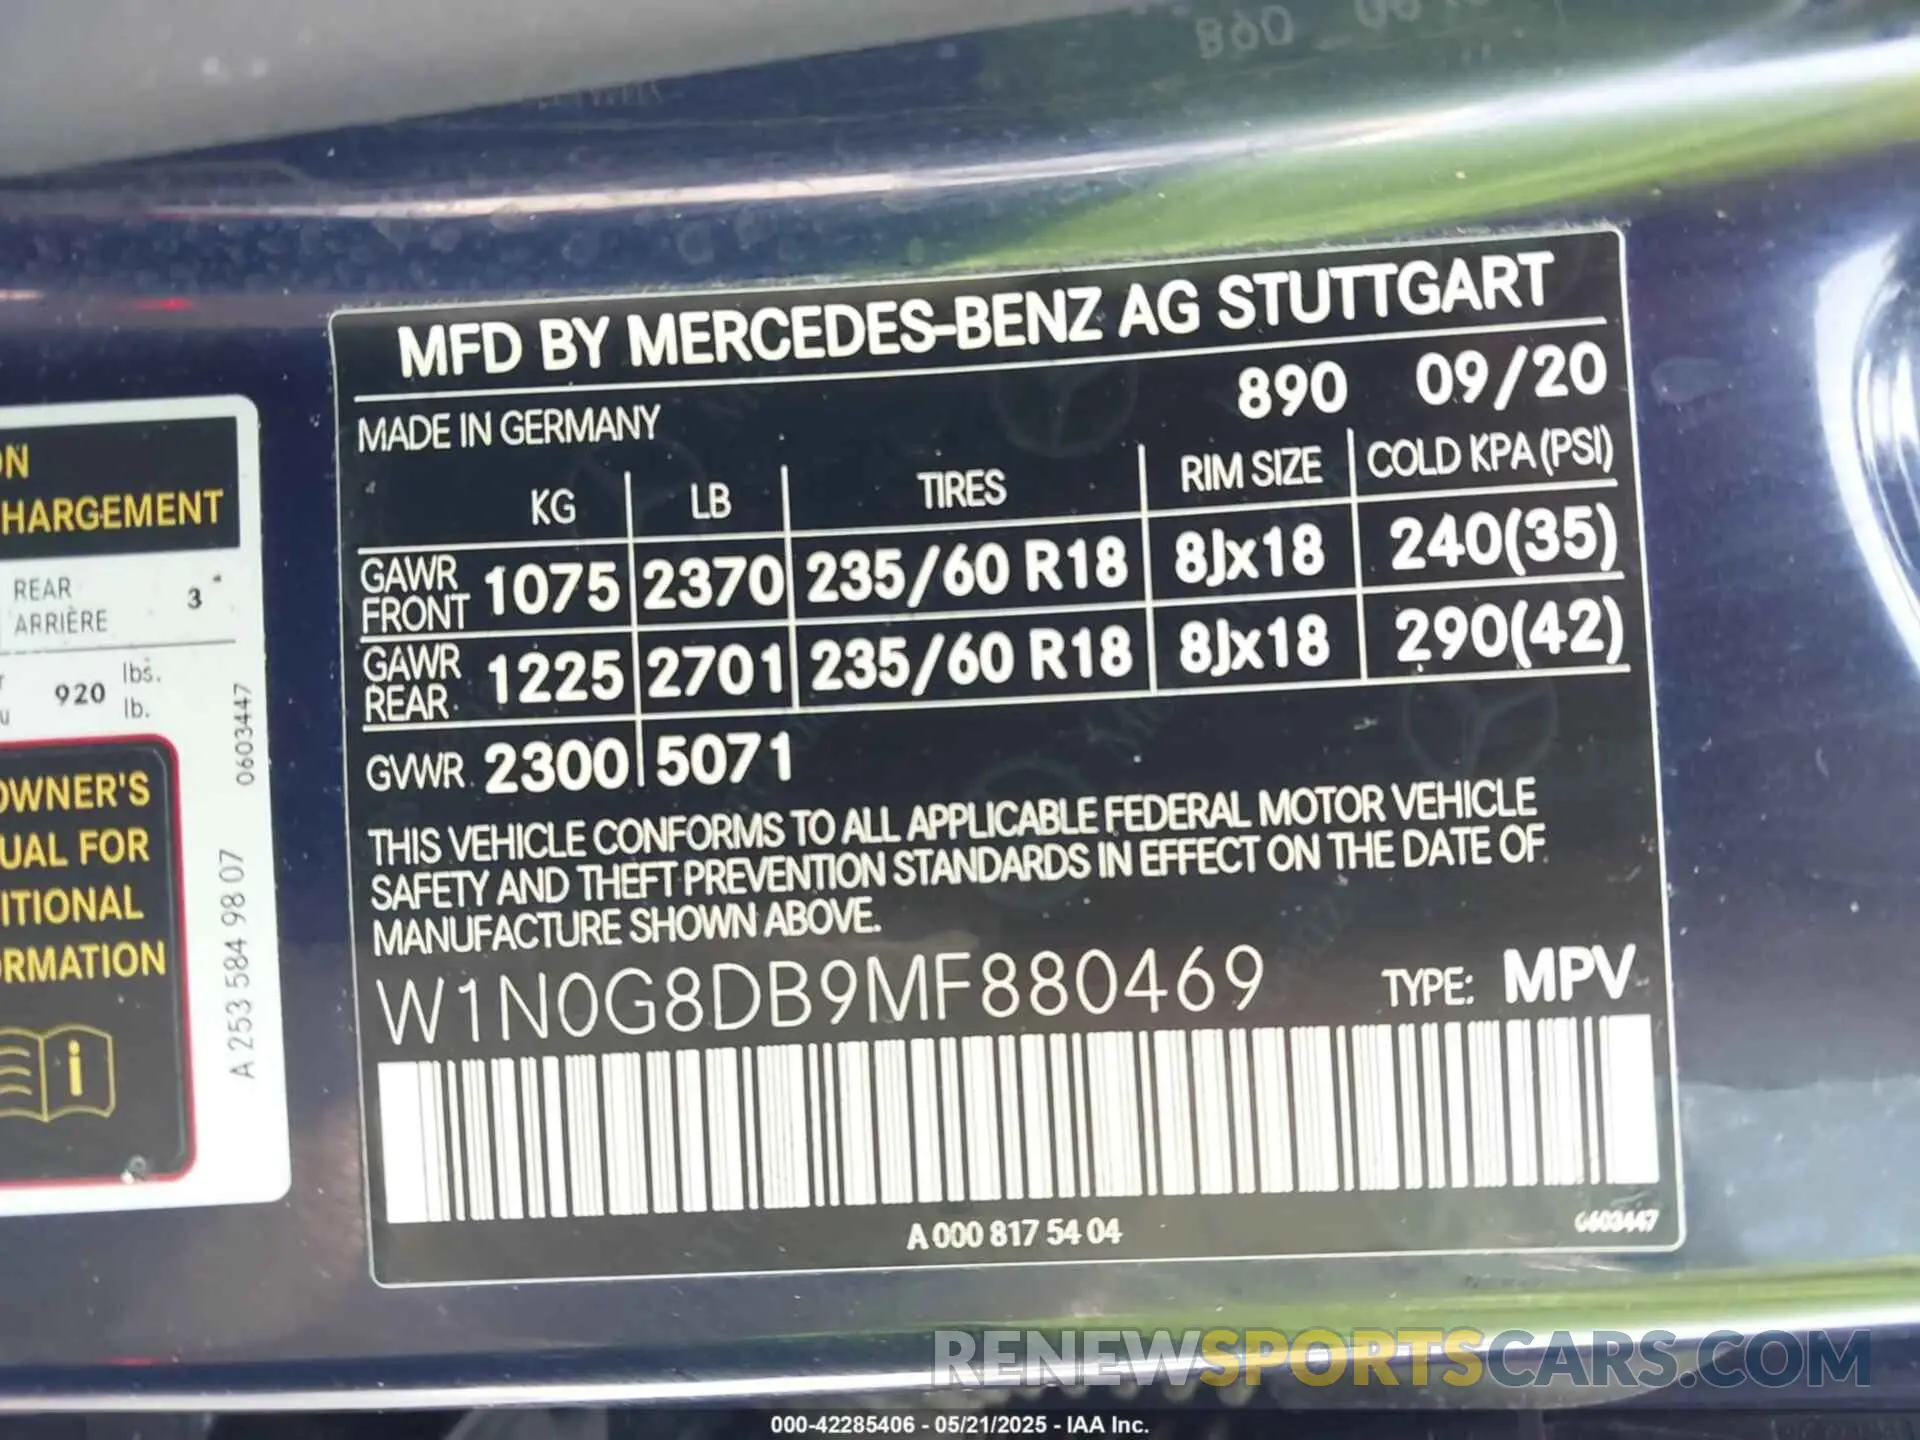 MFD BY MERCEDES-BENZ AG STUTTGART
MADE IN GERMANY 890 09/20
KG LB TIRES RIM SIZE COLD KPA (PSI)
GAWR FRONT 1075 2370 235/60 R18 8Jx18 240(35)
GAWR REAR 1225 2701 235/60 R18 8Jx18 290(42)
GVWR 2300 5071
THIS VEHICLE CONFORMS TO ALL APPLICABLE FEDERAL MOTOR VEHICLE
SAFETY AND THEFT PREVENTION STANDARDS IN EFFECT ON THE DATE OF
MANUFACTURE SHOWN ABOVE.
W1N0G8DB9MF880469 TYPE: MPV
A 000 817 54 04
0603447
ON
HARGEMENT
REAR
ARRIÈRE 3
920 lbs.
lb.
OWNER'S
UAL FOR
ITIONAL
ORMATION
i
A 253 584 98 07 0603447
RENEWSPORTSCARS.COM
000-42285406 - 05/21/2025 - IAA Inc.